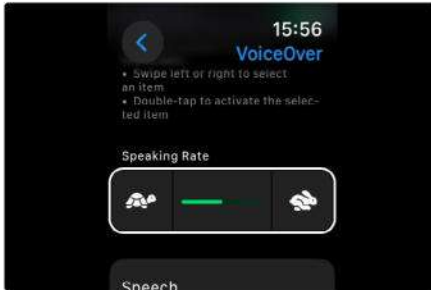 15:56
VoiceOver
• Swipe left or right to select
an item
• Double-tap to activate the selec-
ted item
Speaking Rate
Speech